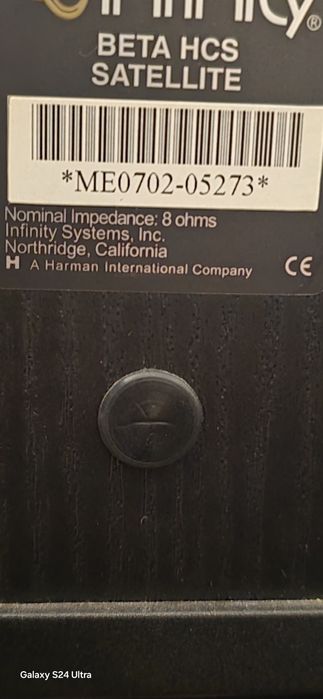 Infinity®
BETA HCS
SATELLITE
*ME0702-05273*
Nominal Impedance: 8 ohms
Infinity Systems, Inc.
Northridge, California
H A Harman International Company CE
Galaxy S24 Ultra